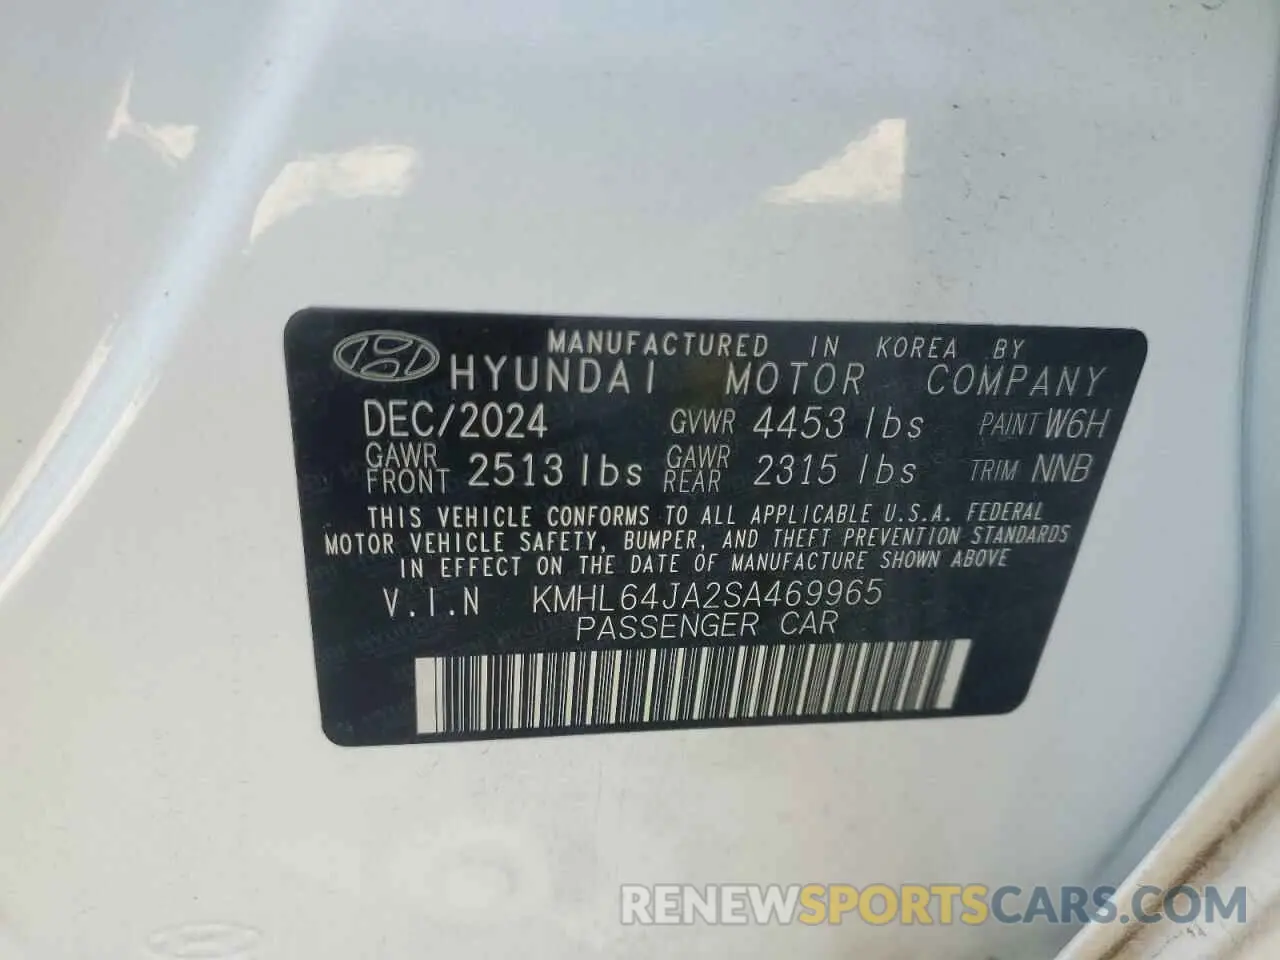 MANUFACTURED IN KOREA BY
HYUNDAI MOTOR COMPANY
DEC/2024 GVWR 4453 lbs PAINT W6H
GAWR FRONT 2513 lbs GAWR REAR 2315 lbs TRIM NNB
THIS VEHICLE CONFORMS TO ALL APPLICABLE U.S.A. FEDERAL
MOTOR VEHICLE SAFETY, BUMPER, AND THEFT PREVENTION STANDARDS
IN EFFECT ON THE DATE OF MANUFACTURE SHOWN ABOVE
V.I.N KMHL64JA2SA469965
PASSENGER CAR
RENEWSPORTSCARS.COM